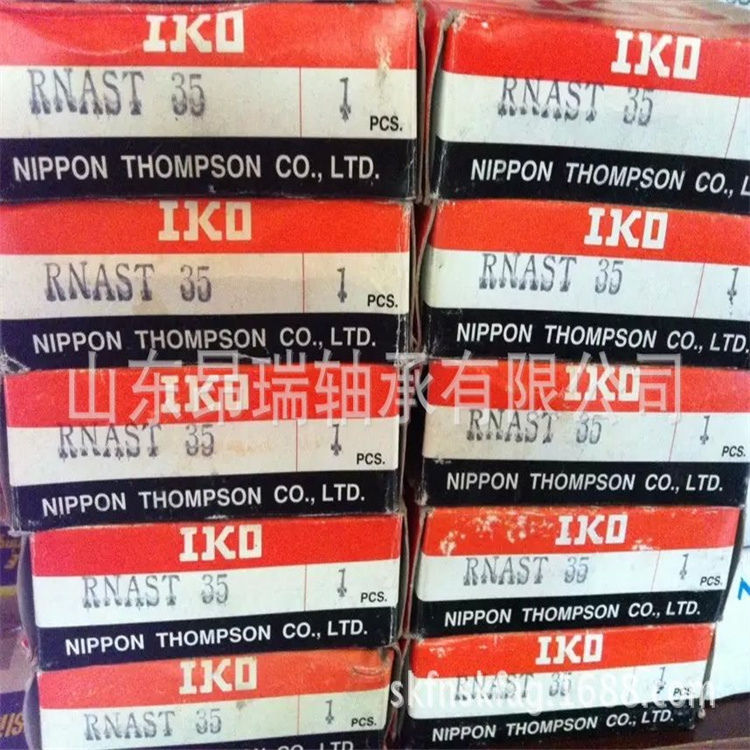 IKO
RNAST 35 1 PCS.
NIPPON THOMPSON CO., LTD.
IKO
RNAST 35
NIPPON THOMPSON CO., L
IKO
RNAST 35 1 PCS.
NIPPON THOMPSON CO., LTD.
IKO
RNAST 35 1
NIPPON THOMPSON CO., LTD.
山东昂瑞轴承有限公司
IKO
RNAST 35 1 PCS.
NIPPON THOMPSON CO., LTD.
IKO
RNAST 35 1
NIPPON THOMPSON CO., LTD.
IKO
RNAST 35 1 PCS.
NIPPON THOMPSON CO., LTD.
IKO
RNAST 35 1 PCS.
NIPPON THOMPSON CO., LTD.
IKO
RNAST 35 1 PCS.
IKO
RNAST 35 1 PCS.
NIPPON THOMPSON CO., LTD.